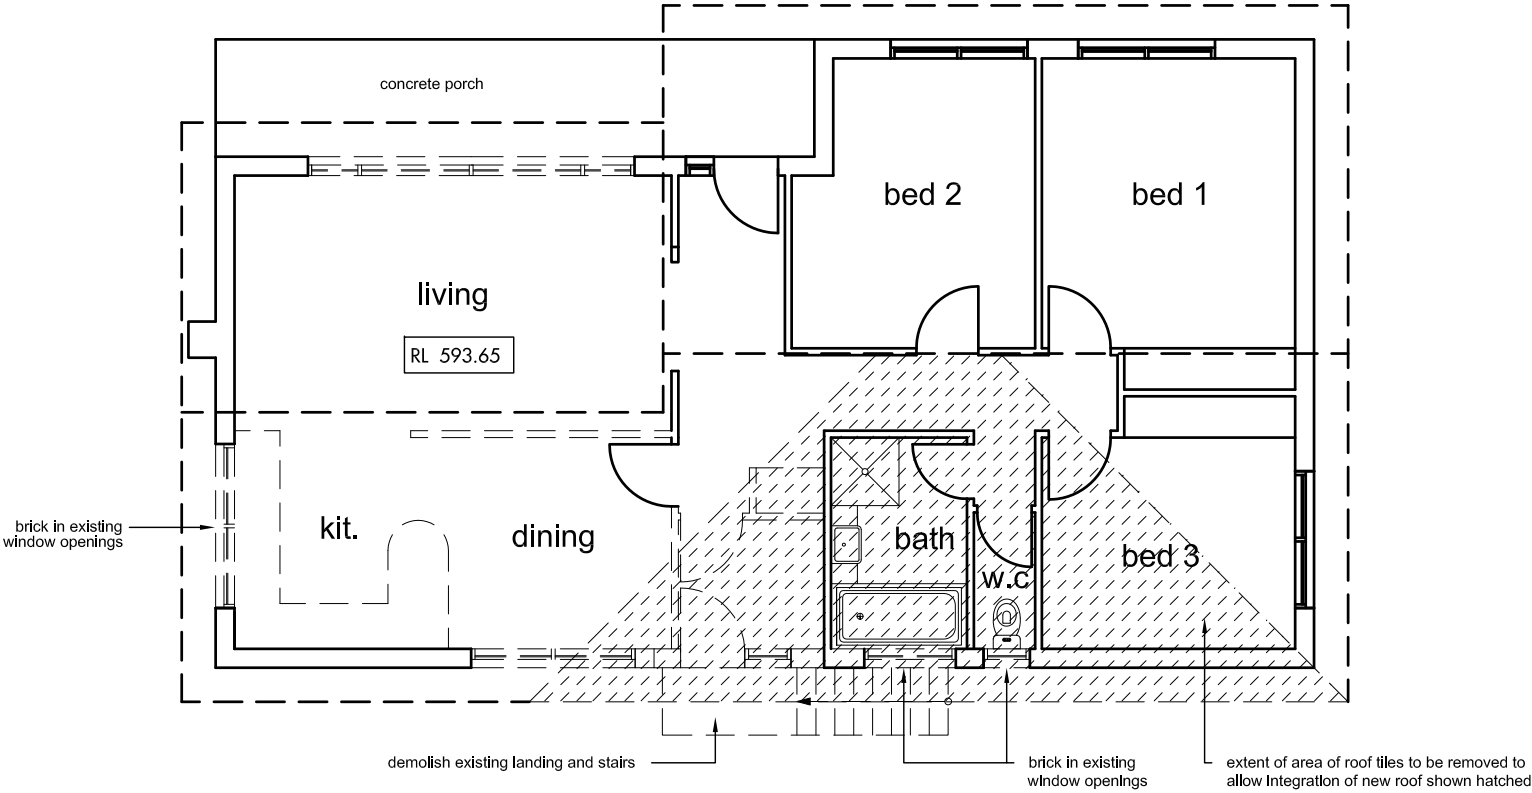 concrete porch
bed 2
bed 1
living
RL 593.65
brick in existing
window openings
kit.
dining
bath
w.c
bed 3
demolish existing landing and stairs
brick in existing
window openings
extent of area of roof tiles to be removed to
allow integration of new roof shown hatched